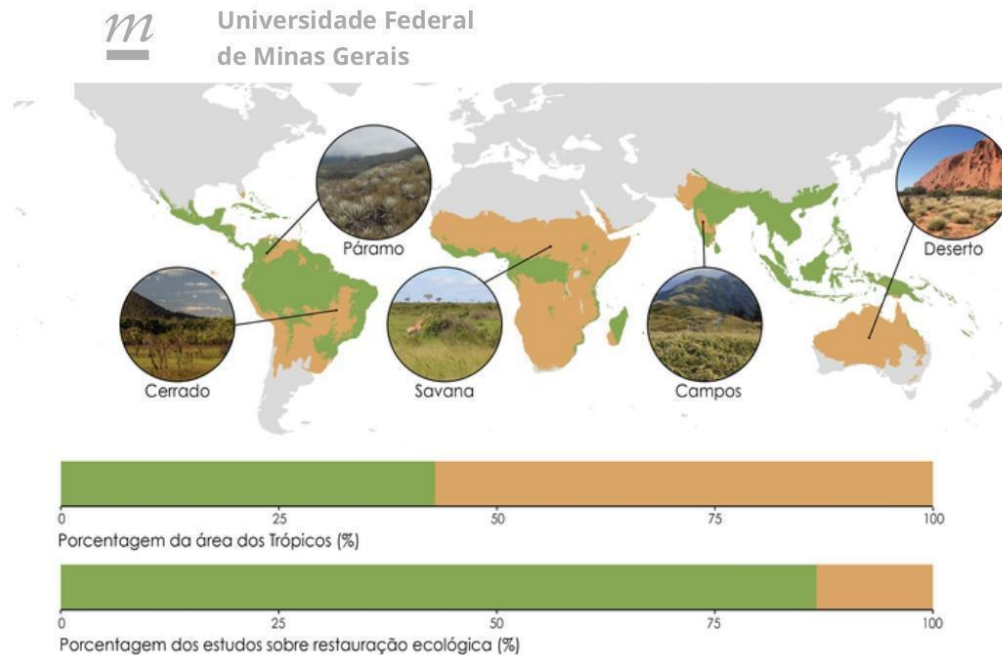 m
Universidade Federal
de Minas Gerais
Páramo
Deserto
Cerrado
Savana
Campos
0 25 50 75 100
Porcentagem da área dos Trópicos (%)
0 25 50 75 100
Porcentagem dos estudos sobre restauração ecológica (%)